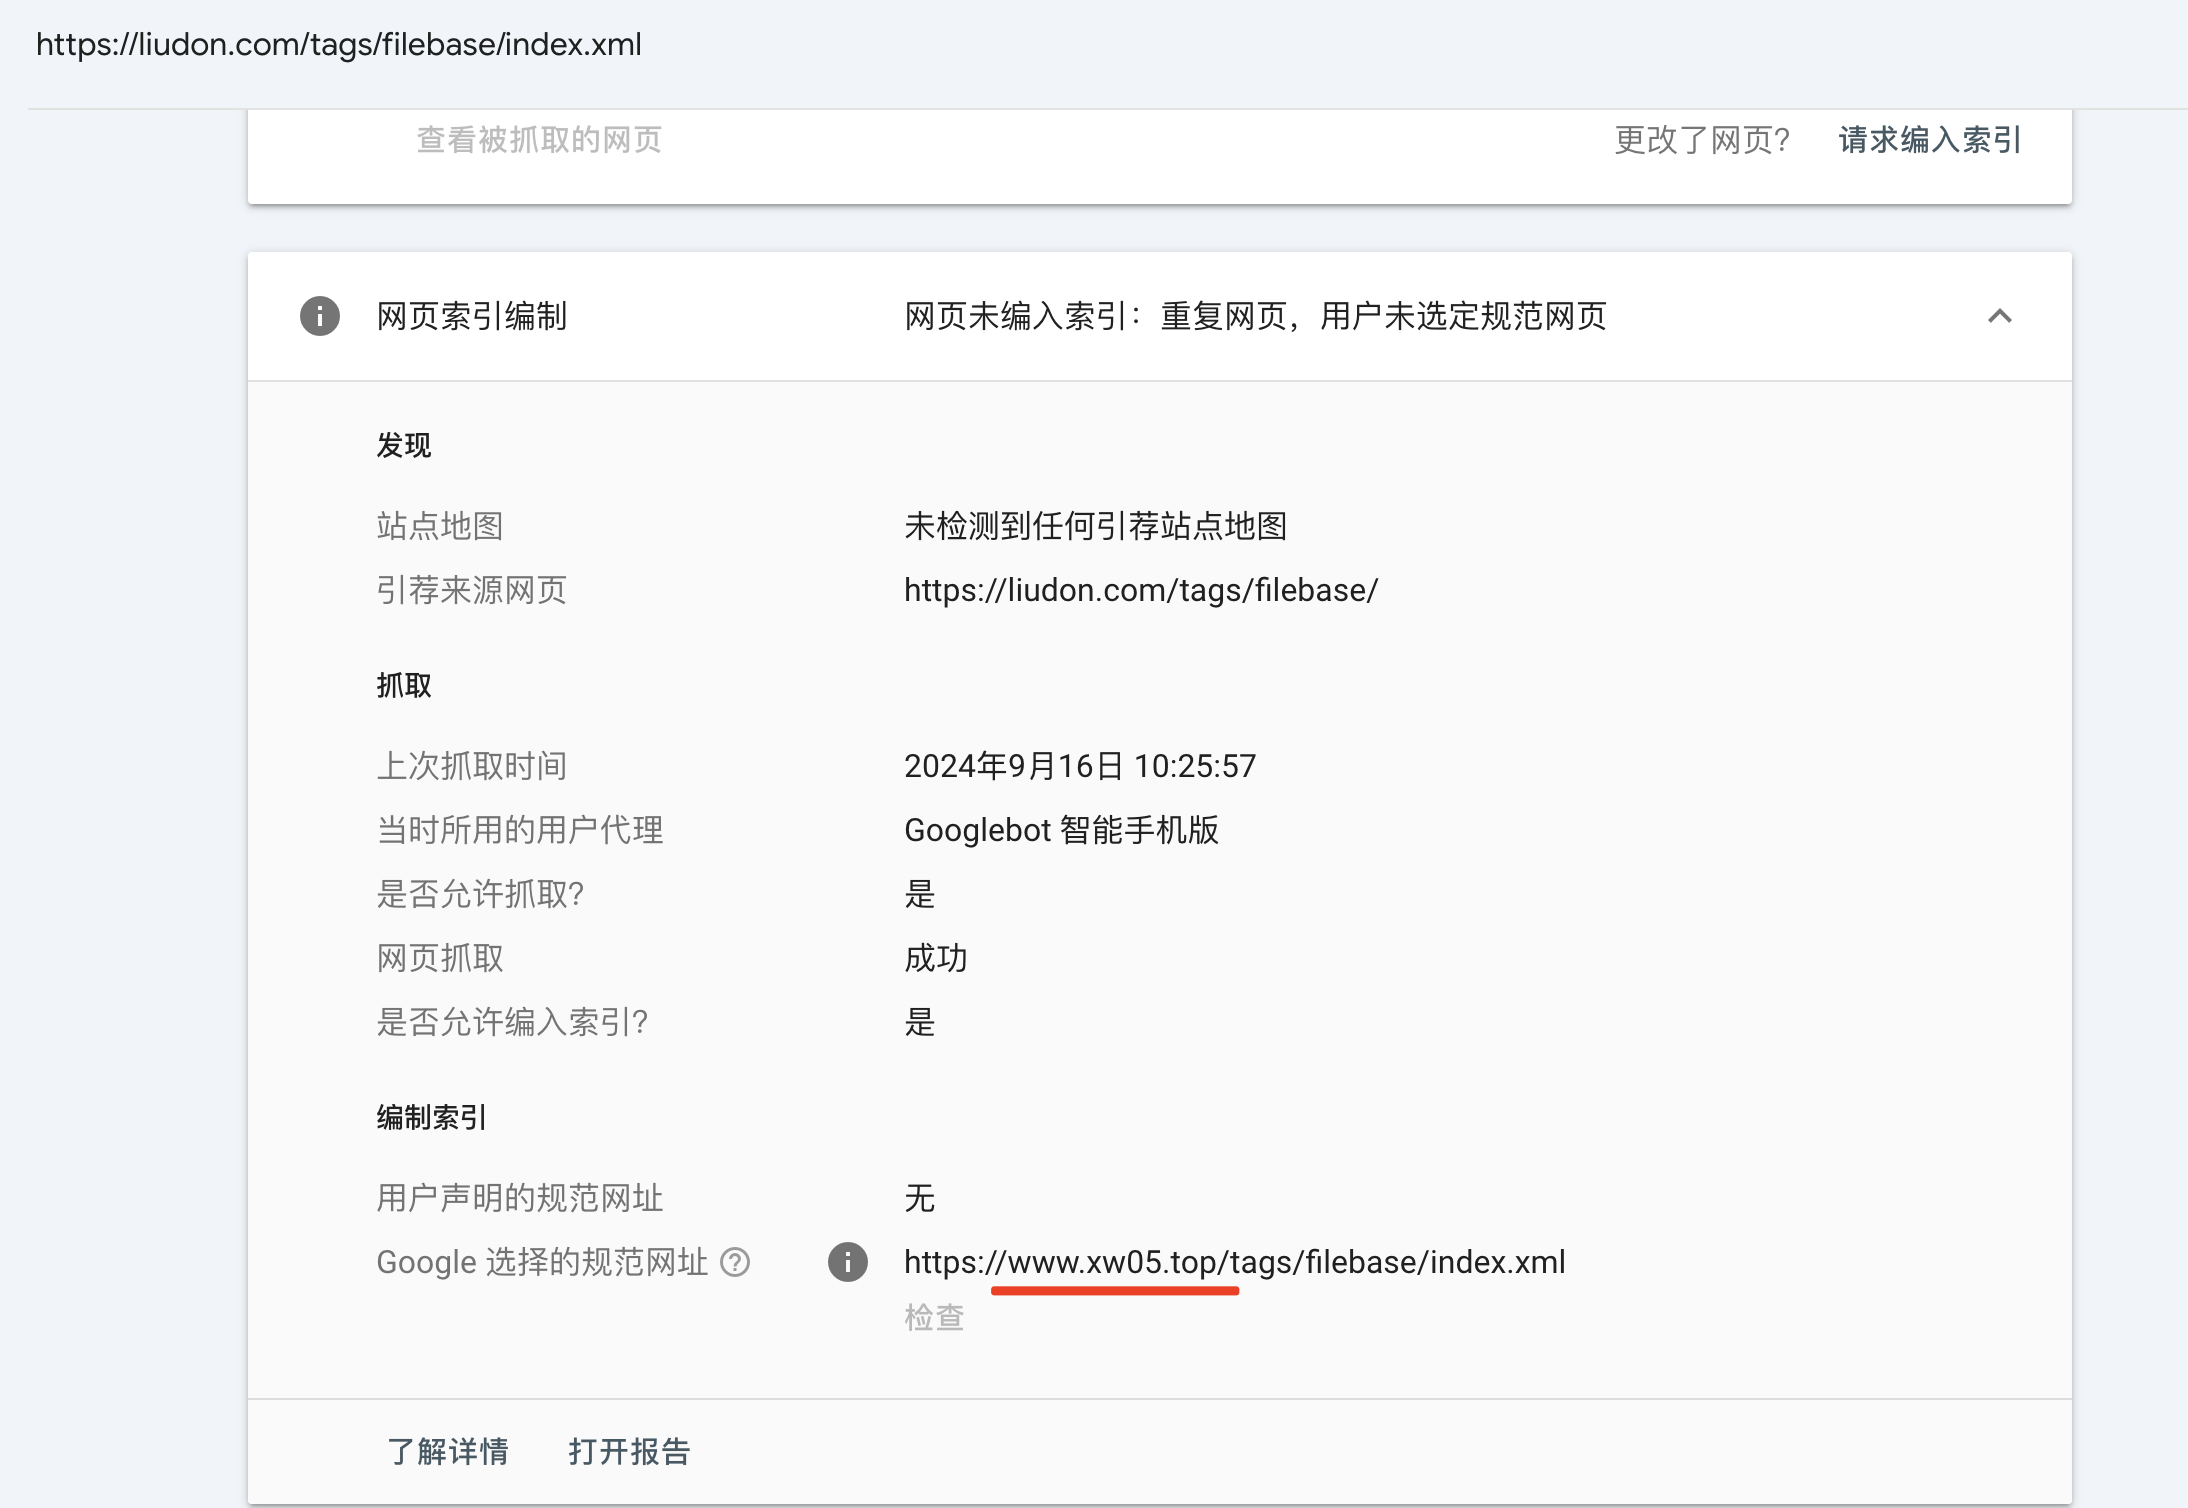 https://liudon.com/tags/filebase/index.xml
查看被抓取的网页 更改了网页? 请求编入索引
网页索引编制 网页未编入索引：重复网页，用户未选定规范网页
发现
站点地图 未检测到任何引荐站点地图
引荐来源网页 https://liudon.com/tags/filebase/
抓取
上次抓取时间 2024年9月16日 10:25:57
当时所用的用户代理 Googlebot 智能手机版
是否允许抓取? 是
网页抓取 成功
是否允许编入索引? 是
编制索引
用户声明的规范网址 无
Google 选择的规范网址 https://www.xw05.top/tags/filebase/index.xml
检查
了解详情 打开报告